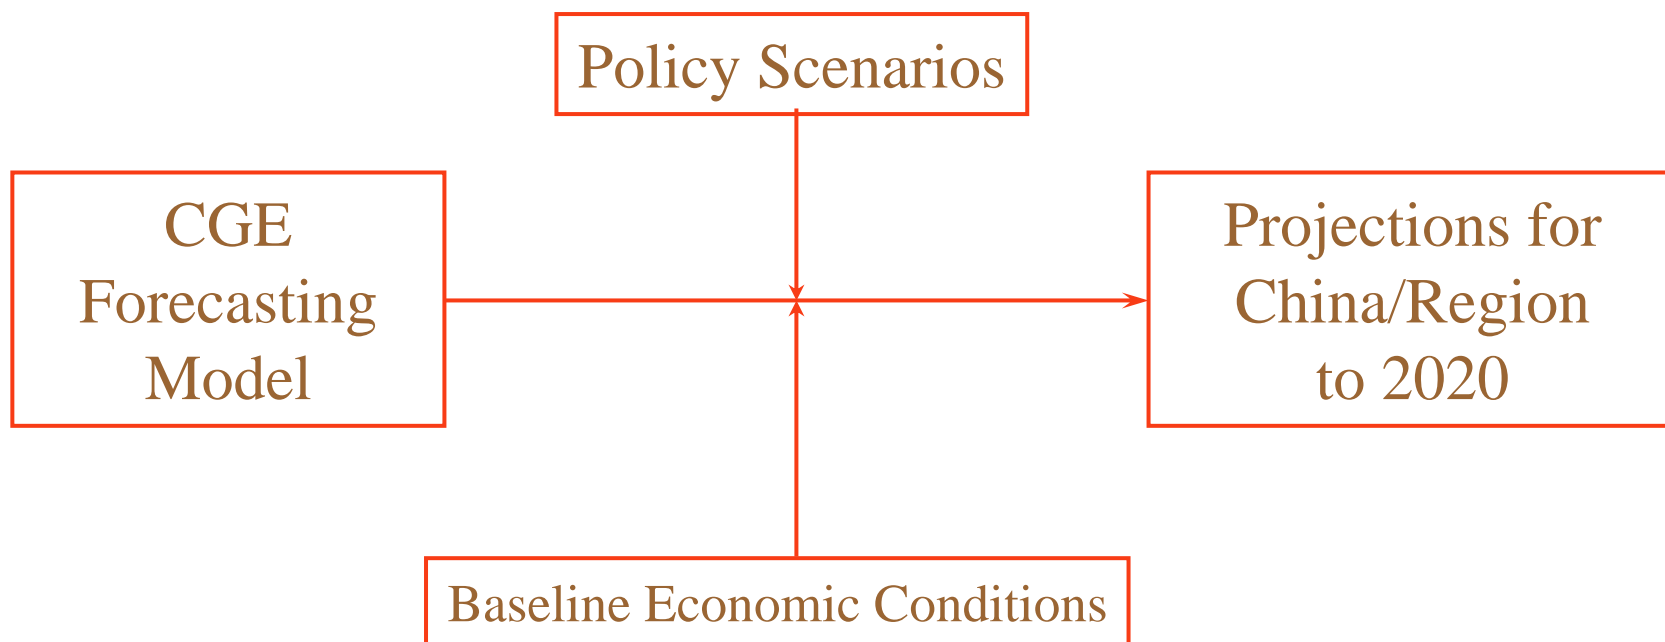 Policy Scenarios
CGE
Forecasting
Model
Projections for
China/Region
to 2020
Baseline Economic Conditions